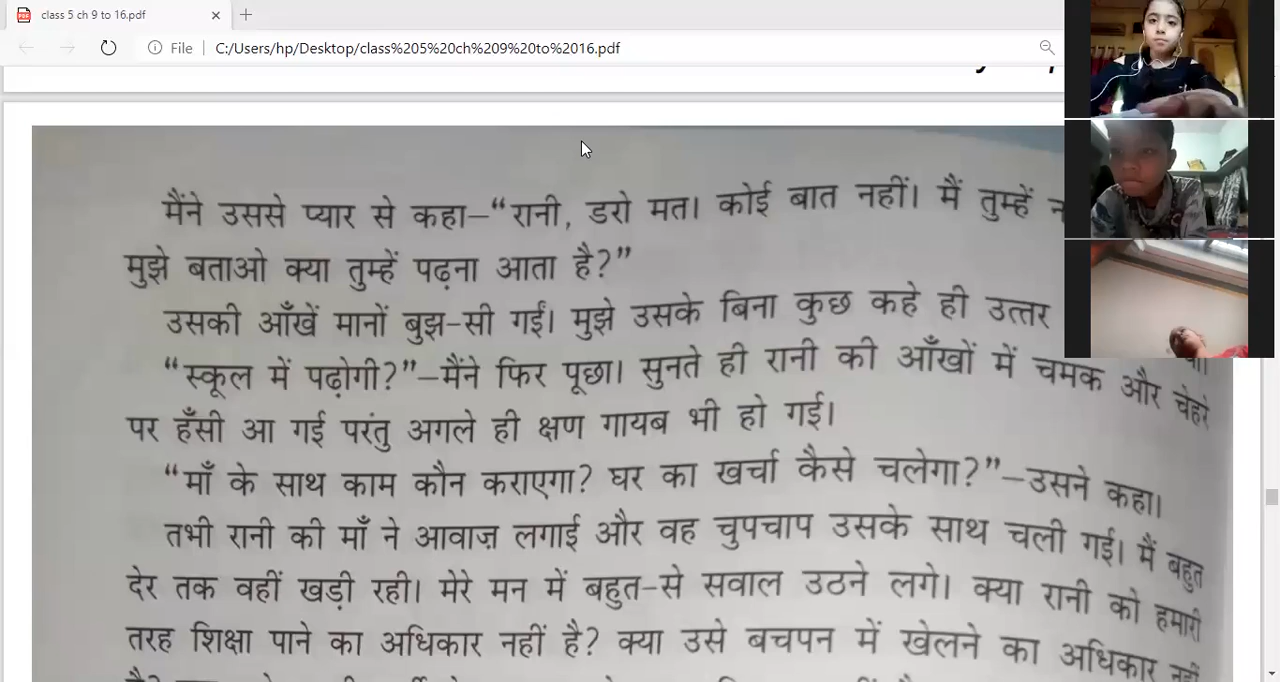 class 5 ch 9 to 16.pdf
File
C:/Users/hp/Desktop/class%205%20ch%209%20to%2016.pdf
मैंने उससे प्यार से कहा–“रानी, डरो मत। कोई बात नहीं। मैं तुम्हें
मुझे बताओ क्या तुम्हें पढ़ना आता है?”
उसकी आँखें मानों बुझ-सी गईं। मुझे उसके बिना कुछ कहे ही उत्तर
“स्कूल में पढ़ोगी?”–मैंने फिर पूछा। सुनते ही रानी की आँखों में चमक और चेहरे
पर हँसी आ गई परंतु अगले ही क्षण गायब भी हो गई।
“माँ के साथ काम कौन कराएगा? घर का खर्चा कैसे चलेगा?”–उसने कहा।
तभी रानी की माँ ने आवाज़ लगाई और वह चुपचाप उसके साथ चली गई। मैं बहुत
देर तक वहीं खड़ी रही। मेरे मन में बहुत-से सवाल उठने लगे। क्या रानी को हमारी
तरह शिक्षा पाने का अधिकार नहीं है? क्या उसे बचपन में खेलने का अधिकार नहीं